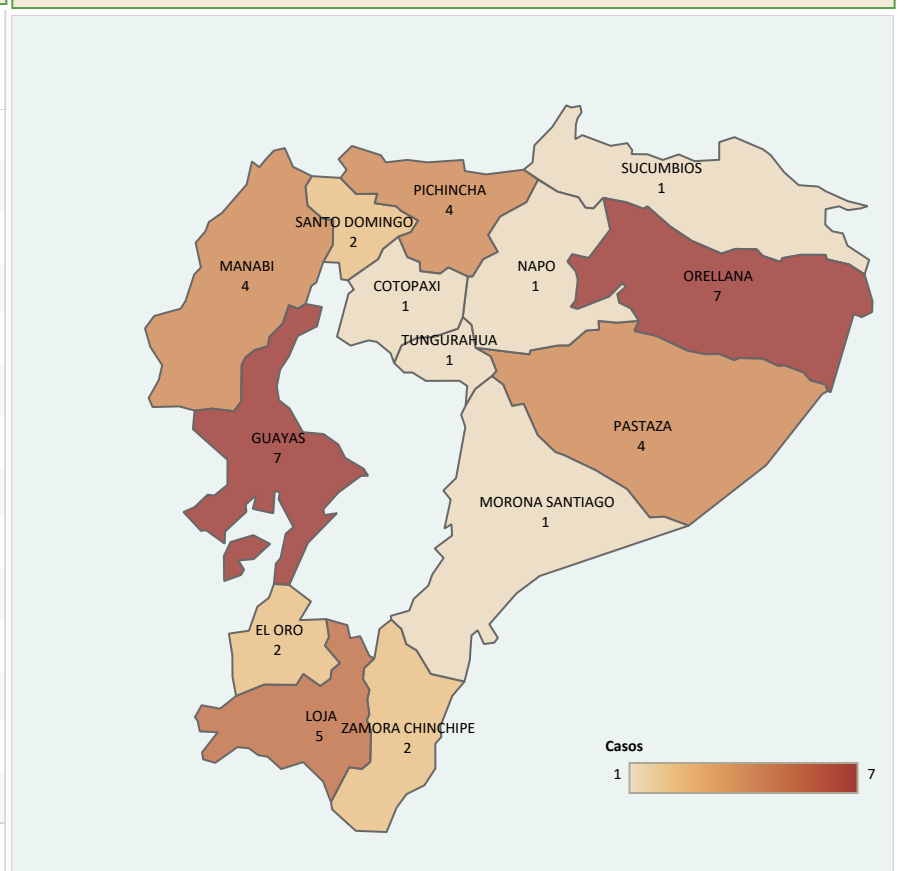 SUCUMBIOS
1
PICHINCHA
4
SANTO DOMINGO
2
MANABI
4
NAPO
1
ORELLANA
7
COTOPAXI
1
TUNGURAHUA
1
PASTAZA
4
GUAYAS
7
MORONA SANTIAGO
1
EL ORO
2
LOJA
5
ZAMORA CHINCHIPE
2
Casos
1 7